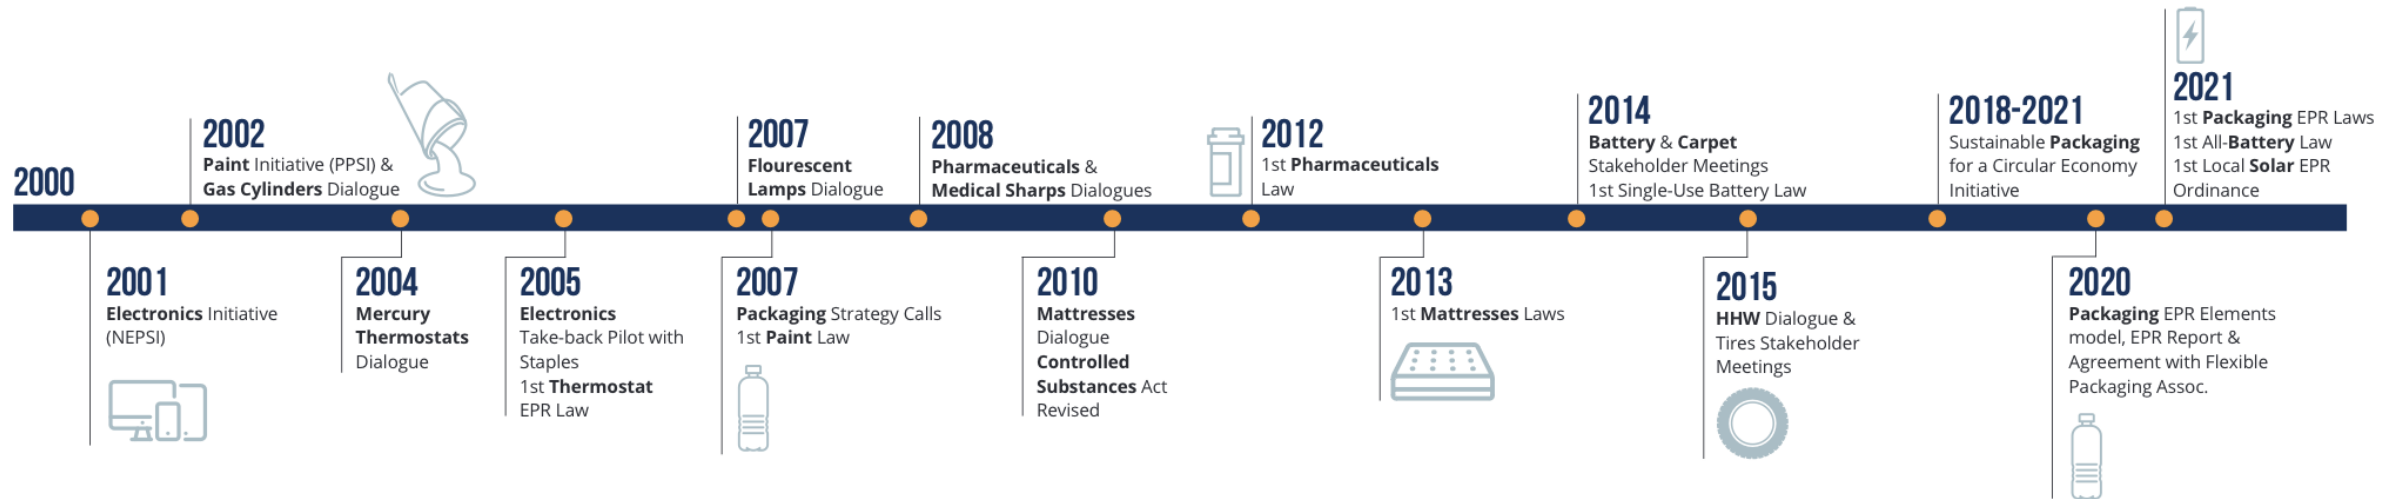 2000
2002
Paint Initiative (PPSI) &
Gas Cylinders Dialogue
2007
Flourescent
Lamps Dialogue
2008
Pharmaceuticals &
Medical Sharps Dialogues
2012
1st Pharmaceuticals
Law
2014
Battery & Carpet
Stakeholder Meetings
1st Single-Use Battery Law
2018-2021
Sustainable Packaging
for a Circular Economy
Initiative
2021
1st Packaging EPR Laws
1st All-Battery Law
1st Local Solar EPR
Ordinance
2001
Electronics Initiative
(NEPSI)
2004
Mercury
Thermostats
Dialogue
2005
Electronics
Take-back Pilot with
Staples
1st Thermostat
EPR Law
2007
Packaging Strategy Calls
1st Paint Law
2010
Mattresses
Dialogue
Controlled
Substances Act
Revised
2013
1st Mattresses Laws
2015
HHW Dialogue &
Tires Stakeholder
Meetings
2020
Packaging EPR Elements
model, EPR Report &
Agreement with Flexible
Packaging Assoc.